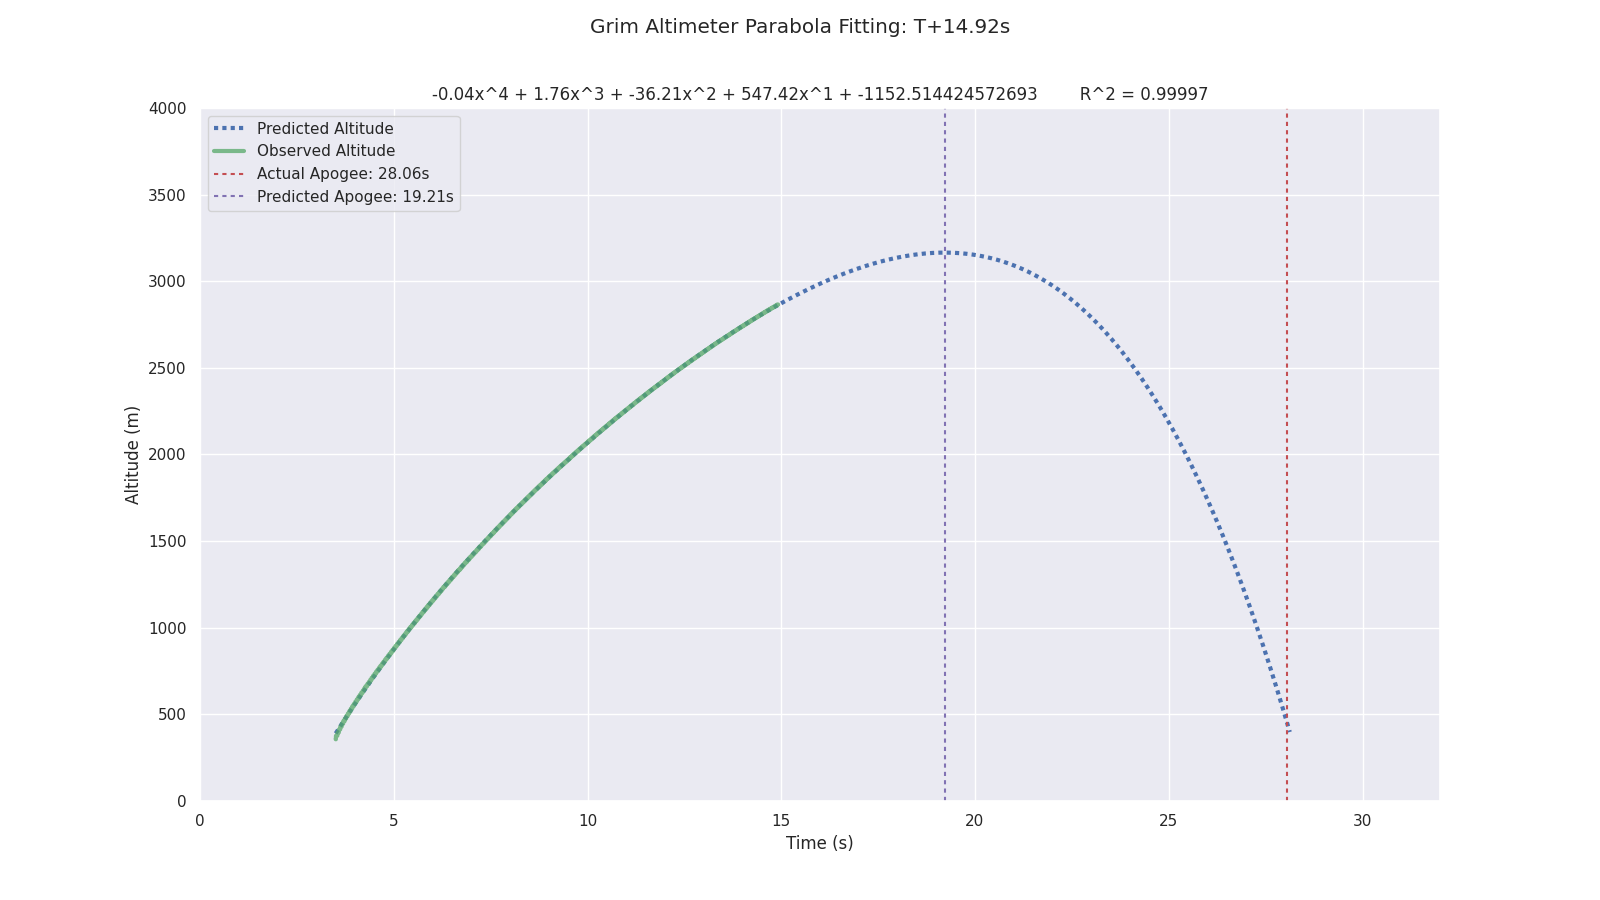 Grim Altimeter Parabola Fitting: T+14.92s
-0.04x^4 + 1.76x^3 + -36.21x^2 + 547.42x^1 + -1152.514424572693 R^2 = 0.99997
Predicted Altitude
Observed Altitude
Actual Apogee: 28.06s
Predicted Apogee: 19.21s
4000
3500
3000
2500
2000
1500
1000
500
0
Altitude (m)
0 5 10 15 20 25 30
Time (s)